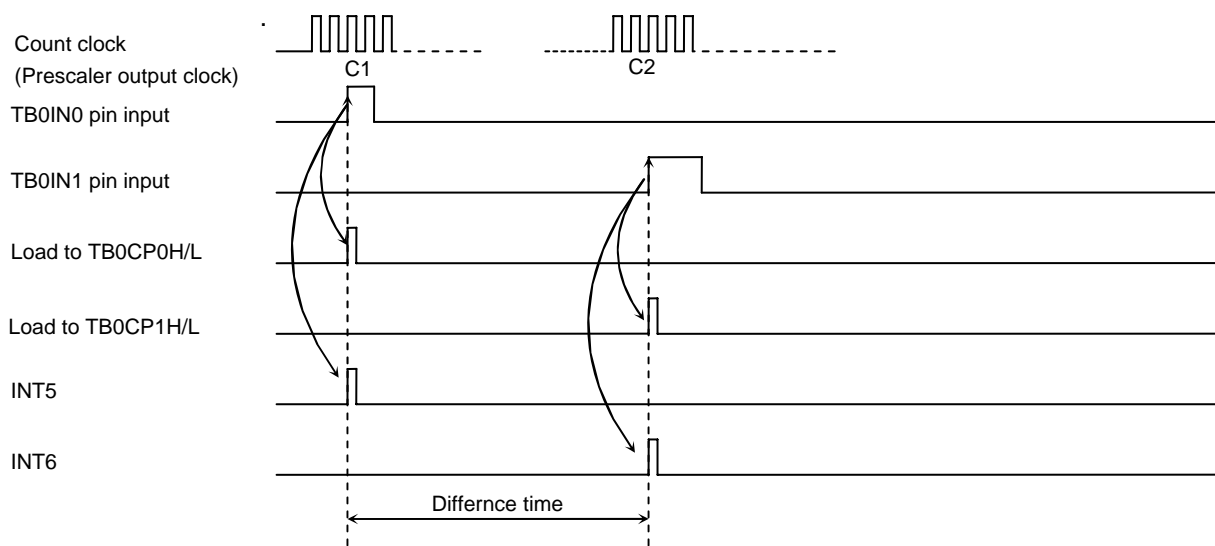 Count clock
(Prescaler output clock)
C1
C2
TB0IN0 pin input
TB0IN1 pin input
Load to TB0CP0H/L
Load to TB0CP1H/L
INT5
INT6
Differnce time